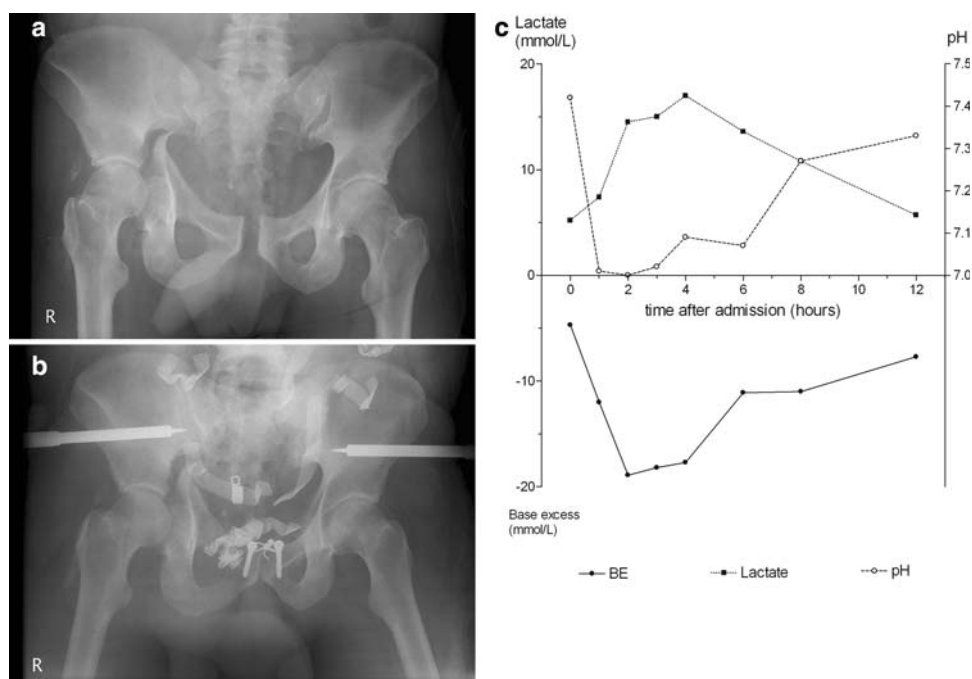 a
R
b
R
c
Lactate
(mmol/L)
pH
20
10
0
-10
-20
7.5
7.4
7.3
7.2
7.1
7.0
0 2 4 6 8 10 12
time after admission (hours)
Base excess
(mmol/L)
BE Lactate pH